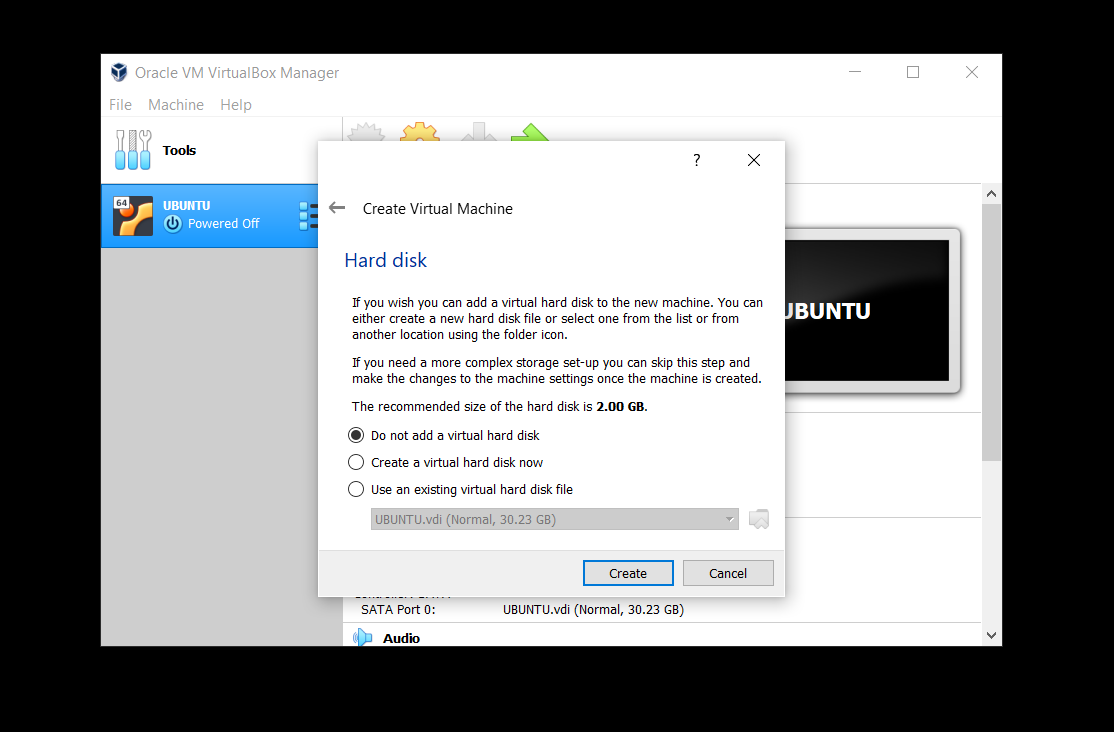 Oracle VM VirtualBox Manager
File Machine Help
Tools
64
UBUNTU
Powered Off
?
Create Virtual Machine
Hard disk
If you wish you can add a virtual hard disk to the new machine. You can
either create a new hard disk file or select one from the list or from
another location using the folder icon.
If you need a more complex storage set-up you can skip this step and
make the changes to the machine settings once the machine is created.
The recommended size of the hard disk is 2.00 GB.
Do not add a virtual hard disk
Create a virtual hard disk now
Use an existing virtual hard disk file
UBUNTU.vdi (Normal, 30.23 GB)
Create Cancel
UBUNTU
SATA Port 0: UBUNTU.vdi (Normal, 30.23 GB)
Audio